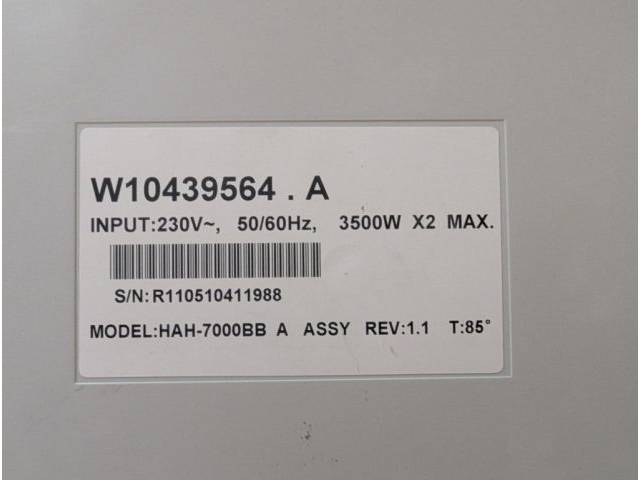 W10439564 . A
INPUT:230V~, 50/60Hz, 3500W X2 MAX.
S/N: R110510411988
MODEL:HAH-7000BB A ASSY REV:1.1 T:85°